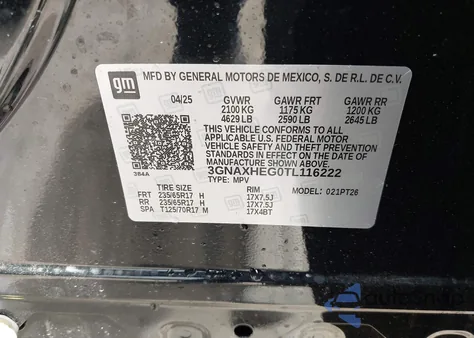 gm
MFD BY GENERAL MOTORS DE MEXICO, S. DE R.L. DE C.V.
04/25 GVWR GAWR FRT GAWR RR
2100 KG 1175 KG 1200 KG
4629 LB 2590 LB 2645 LB
THIS VEHICLE CONFORMS TO ALL
APPLICABLE U.S. FEDERAL MOTOR
VEHICLE SAFETY AND THEFT PREVENTION
STANDARDS IN EFFECT ON THE DATE OF
MANUFACTURE SHOWN ABOVE.
384A 3GNAXHEG0TL116222
TYPE: MPV MODEL: 021PT26
TIRE SIZE RIM
FRT 235/65R17 H 17X7.5J
RR 235/65R17 H 17X7.5J
SPA T125/70R17 M 17X4BT